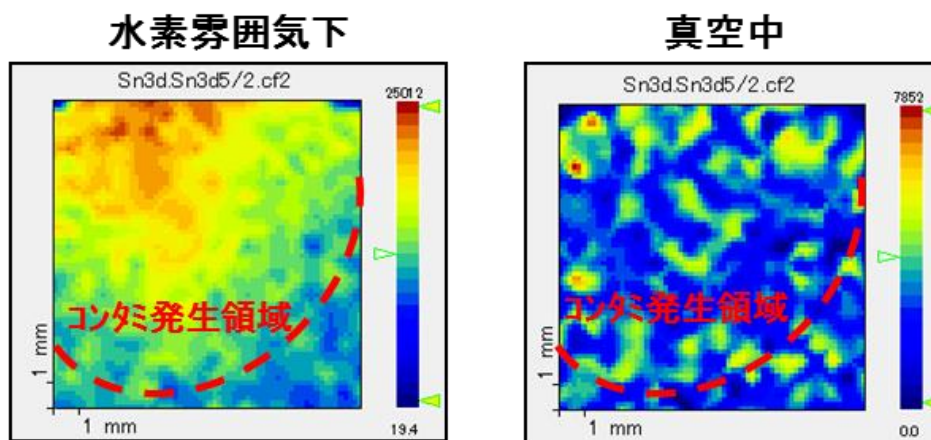 水素雰囲気下
Sn3d.Sn3d5/2.cf2
25012
ｺﾝﾀﾐ発生領域
1 mm
1 mm
19.4
真空中
Sn3d.Sn3d5/2.cf2
7852
ｺﾝﾀﾐ発生領域
1 mm
1 mm
0.0